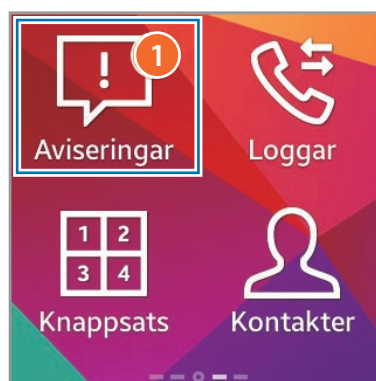 ! 1
Aviseringar
Loggar
1 2
3 4
Knappsats
Kontakter